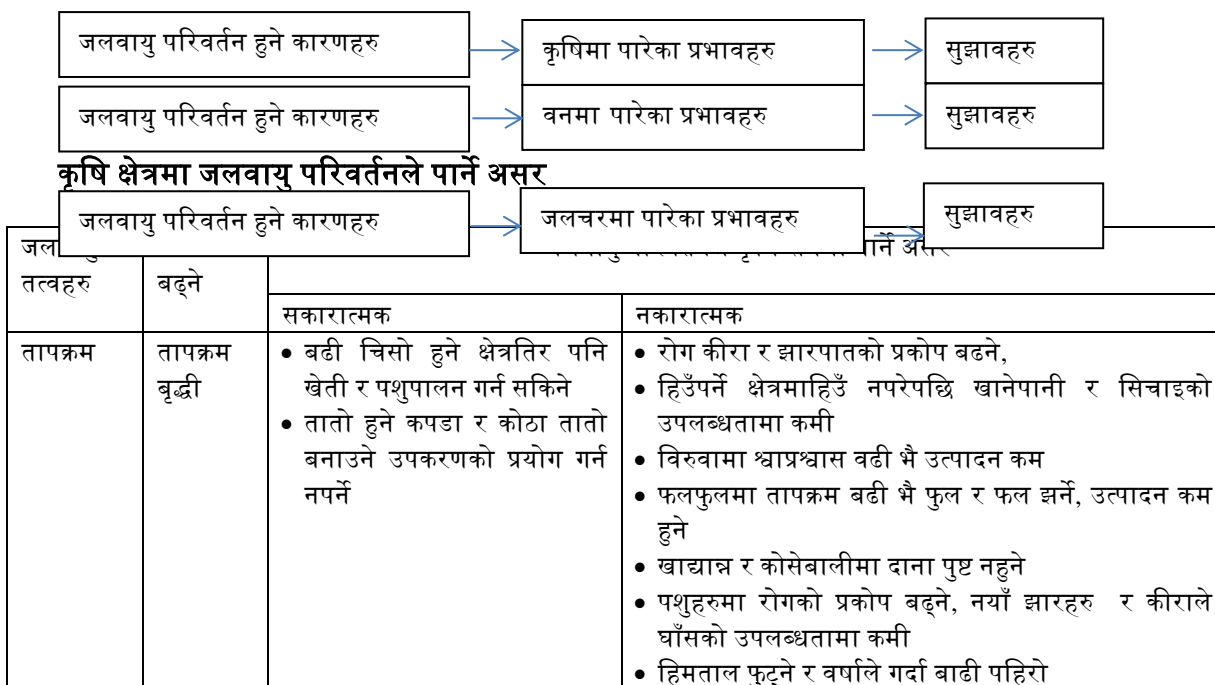 जलवायु परिवर्तन हुने कारणहरु
कृषिमा पारेका प्रभावहरु
सुझावहरु
जलवायु परिवर्तन हुने कारणहरु
वनमा पारेका प्रभावहरु
सुझावहरु
कृषि क्षेत्रमा जलवायु परिवर्तनले पार्ने असर
जलवायु परिवर्तन हुने कारणहरु
जलचरमा पारेका प्रभावहरु
सुझावहरु
तत्वहरु
बढ्ने
पार्ने असर
सकारात्मक
नकारात्मक
तापक्रम
तापक्रम
बृद्धी
• बढी चिसो हुने क्षेत्रतिर पनि
खेती र पशुपालन गर्न सकिने
• तातो हुने कपडा र कोठा तातो
बनाउने उपकरणको प्रयोग गर्न
नपर्ने
• रोग कीरा र झारपातको प्रकोप बढने,
• हिउँपर्ने क्षेत्रमाहिउँ नपरेपछि खानेपानी र सिचाइको
उपलब्धतामा कमी
• विरुवामा श्वाप्रश्वास वढी भै उत्पादन कम
• फलफुलमा तापक्रम बढी भै फुल र फल झर्ने, उत्पादन कम
हुने
• खाद्यान्न र कोसेबालीमा दाना पुष्ट नहुने
• पशुहरुमा रोगको प्रकोप बढ्ने, नयाँ झारहरु र कीराले
घाँसको उपलब्धतामा कमी
• हिमताल फुट्ने र वर्षाले गर्दा बाढी पहिरो